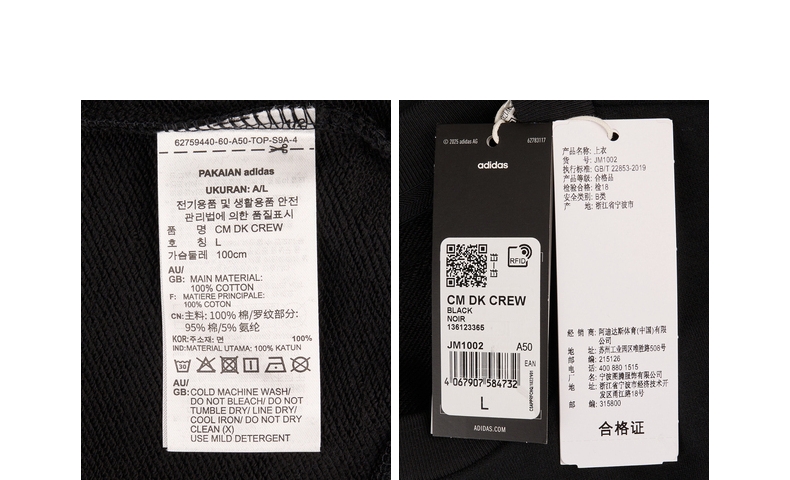 62759440-60-A50-TOP-S9A-4
PAKAIAN adidas
UKURAN: A/L
전기용품 및 생활용품 안전
관리법에 의한 품질표시
품 명 CM DK CREW
호 칭 L
가슴둘레 100cm
AU/
GB: MAIN MATERIAL:
100% COTTON
F: MATIERE PRINCIPALE:
100% COTON
CN:主料: 100% 棉/罗纹部分:
95% 棉/5% 氨纶
KOR:주소재: 면 100%
IND:MATERIAL UTAMA: 100% KATUN
AU/
GB:COLD MACHINE WASH/
DO NOT BLEACH/ DO NOT
TUMBLE DRY/ LINE DRY/
COOL IRON/ DO NOT DRY
CLEAN (X)
USE MILD DETERGENT
© 2025 adidas AG 62783117
adidas
RFID
CM DK CREW
BLACK
NOIR
136123365
JM1002 A50
EAN
4 067907 584732
L
ADIDAS.COM
产品名称: 上衣
货 号: JM1002
执行标准: GB/T 22853-2019
产品等级: 合格品
检验合格: 检18
安全类别: B类
产 地: 浙江省宁波市
经 销 商: 阿迪达斯体育(中国)有限
公司
地 址: 苏州工业园区唯胜路508号
邮 编: 215126
电 话: 400 880 1515
厂 名: 宁波图腾服饰有限公司
地 址: 浙江省宁波市经济技术开
发区甬江路18号
邮 编: 315800
合格证